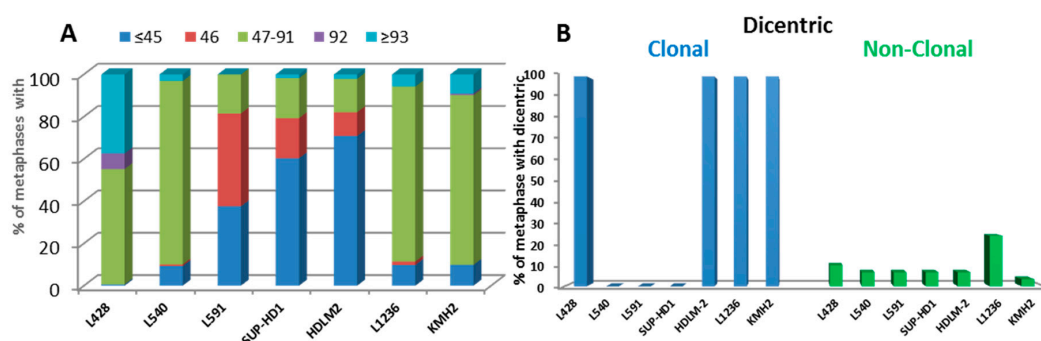 A
≤45 46 47-91 92 ≥93
% of metaphases with
100
80
60
40
20
0
L428 L540 L591 SUP-HD1 HDLM2 L1236 KMH2
B
Dicentric
Clonal Non-Clonal
% of metaphase with dicentric
100
90
80
70
60
50
40
30
20
10
0
L428 L540 L591 SUP-HD1 HDLM-2 L1236 KMH2 L428 L540 L591 SUP-HD1 HDLM-2 L1236 KMH2